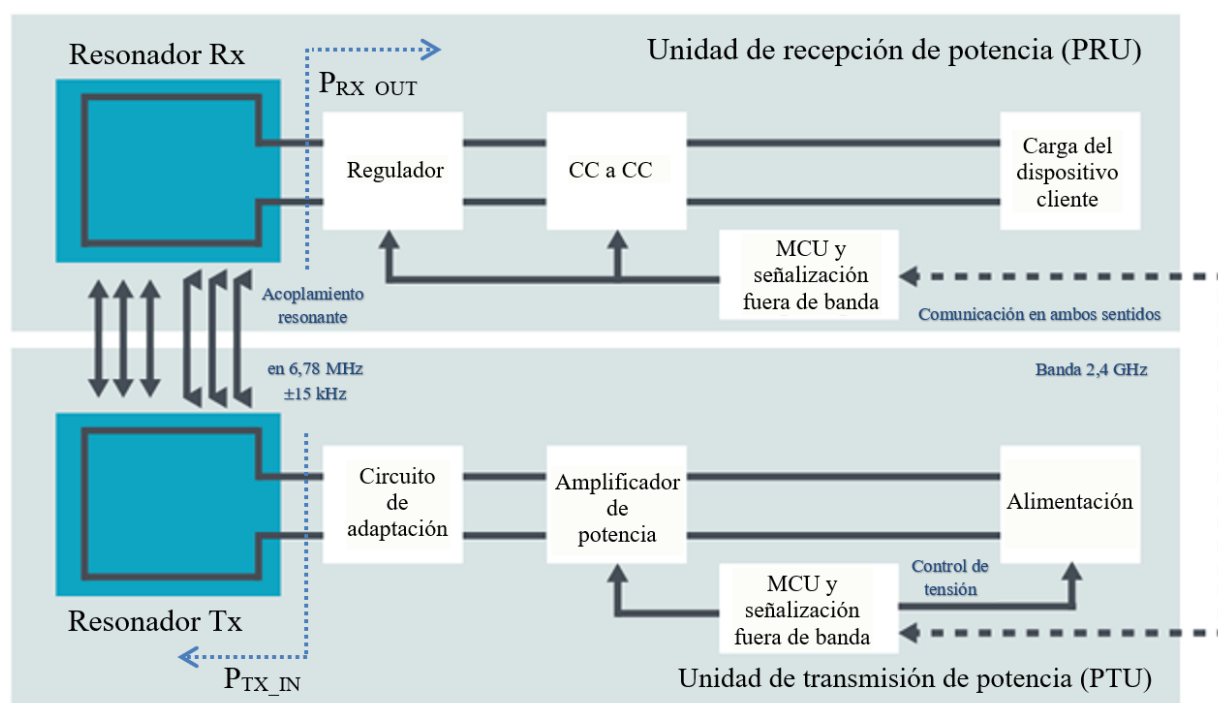 Resonador Rx
P_RX_OUT
Unidad de recepción de potencia (PRU)
Regulador
CC a CC
Carga del
dispositivo
cliente
MCU y
señalización
fuera de banda
Acoplamiento
resonante
Comunicación en ambos sentidos
en 6,78 MHz
±15 kHz
Banda 2,4 GHz
Circuito
de
adaptación
Amplificador
de
potencia
Alimentación
MCU y
señalización
fuera de banda
Control de
tensión
Resonador Tx
P_TX_IN
Unidad de transmisión de potencia (PTU)